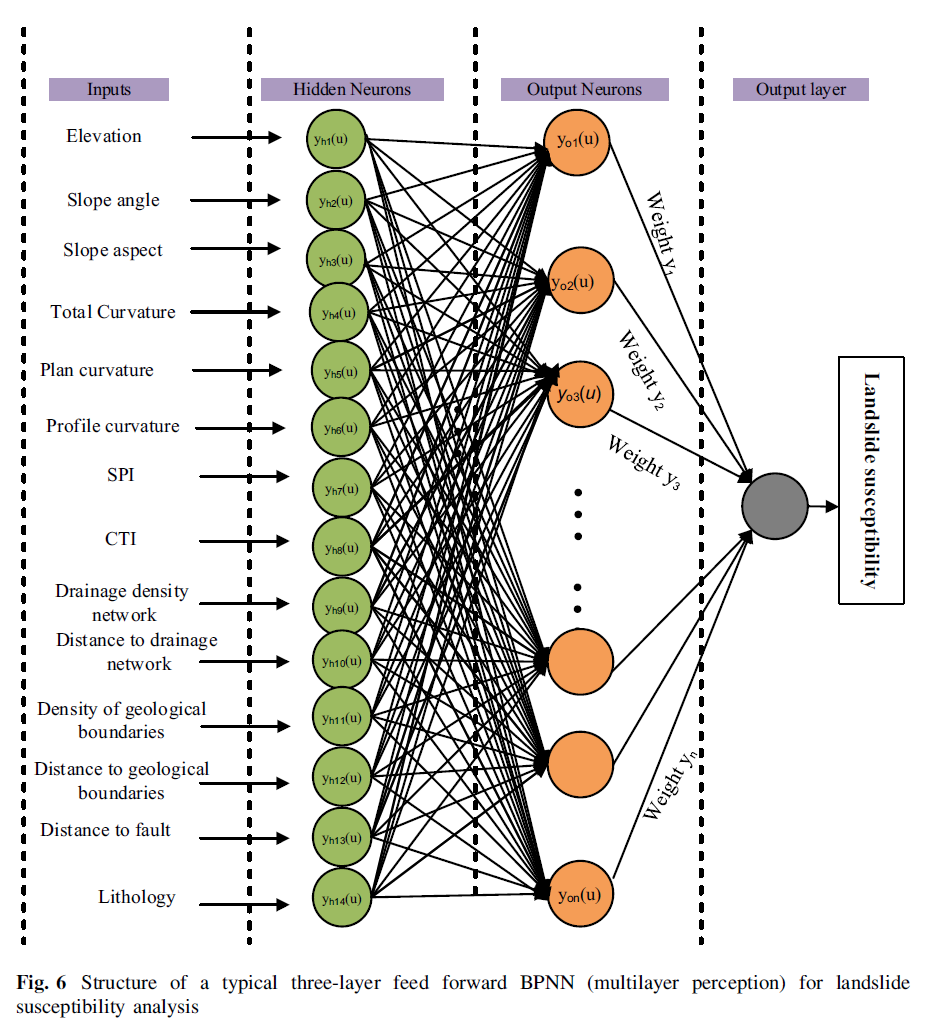 Inputs
Hidden Neurons
Output Neurons
Output layer
Elevation
Slope angle
Slope aspect
Total Curvature
Plan curvature
Profile curvature
SPI
CTI
Drainage density
network
Distance to drainage
network
Density of geological
boundaries
Distance to geological
boundaries
Distance to fault
Lithology
yh1(u)
yh2(u)
yh3(u)
yh4(u)
yh5(u)
yh6(u)
yh7(u)
yh8(u)
yh9(u)
yh10(u)
yh11(u)
yh12(u)
yh13(u)
yh14(u)
yo1(u)
yo2(u)
yo3(u)
yon(u)
Weight y1
Weight y2
Weight y3
Weight yn
Landslide susceptibility
Fig. 6 Structure of a typical three-layer feed forward BPNN (multilayer perception) for landslide
susceptibility analysis